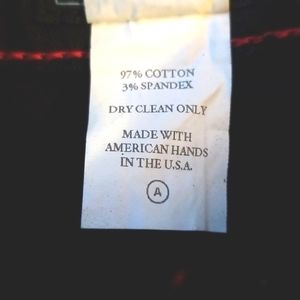 97% COTTON
3% SPANDEX
DRY CLEAN ONLY
MADE WITH
AMERICAN HANDS
IN THE U.S.A.
A